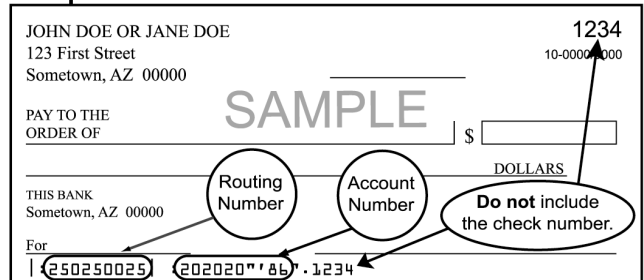 JOHN DOE OR JANE DOE
1234
123 First Street
10-0000/0000
Sometown, AZ 00000
SAMPLE
PAY TO THE
ORDER OF
$
DOLLARS
Routing
Number
Account
Number
Do not include
the check number.
THIS BANK
Sometown, AZ 00000
For
250250025 202020"'86".1234